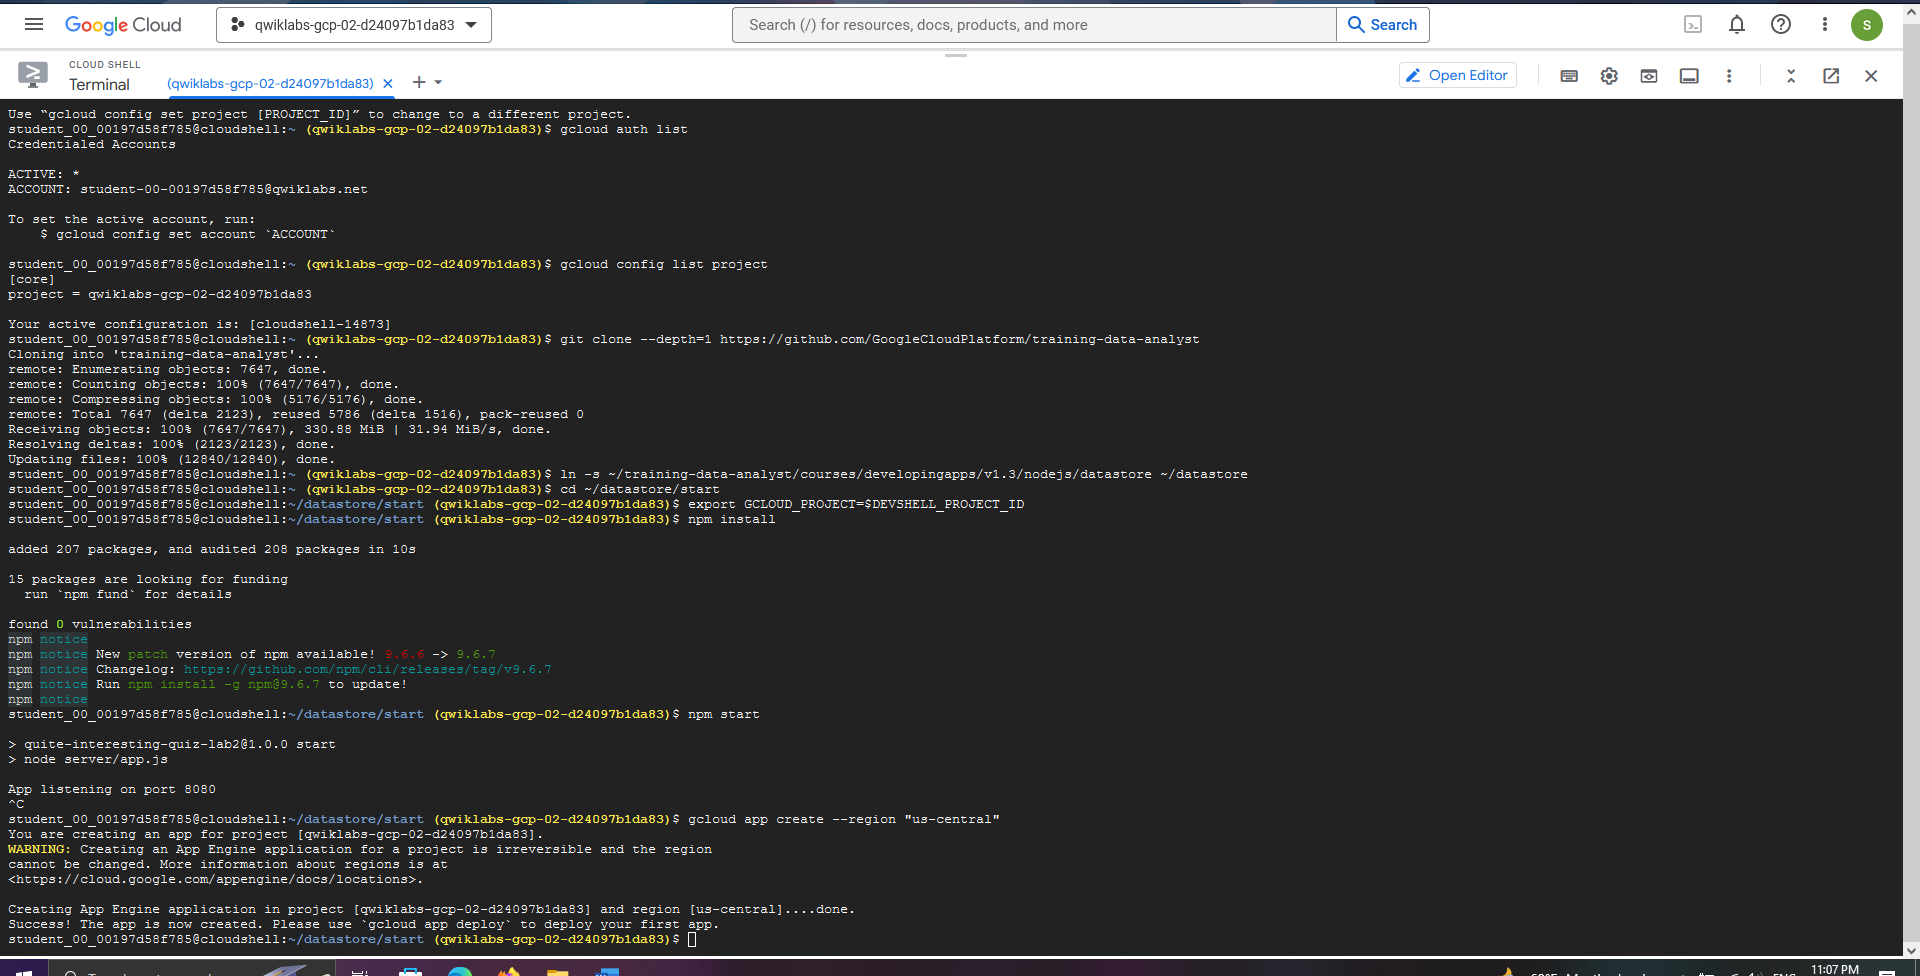 Google Cloud
qwiklabs-gcp-02-d24097b1da83
Search (/) for resources, docs, products, and more
Search
S
CLOUD SHELL
Terminal
(qwiklabs-gcp-02-d24097b1da83)
Open Editor
Use “gcloud config set project [PROJECT_ID]” to change to a different project.
student_00_00197d58f785@cloudshell:~ (qwiklabs-gcp-02-d24097b1da83)$ gcloud auth list
Credentialed Accounts
ACTIVE: *
ACCOUNT: student-00-00197d58f785@qwiklabs.net
To set the active account, run:
    $ gcloud config set account `ACCOUNT`
student_00_00197d58f785@cloudshell:~ (qwiklabs-gcp-02-d24097b1da83)$ gcloud config list project
[core]
project = qwiklabs-gcp-02-d24097b1da83
Your active configuration is: [cloudshell-14873]
student_00_00197d58f785@cloudshell:~ (qwiklabs-gcp-02-d24097b1da83)$ git clone --depth=1 https://github.com/GoogleCloudPlatform/training-data-analyst
Cloning into 'training-data-analyst'...
remote: Enumerating objects: 7647, done.
remote: Counting objects: 100% (7647/7647), done.
remote: Compressing objects: 100% (5176/5176), done.
remote: Total 7647 (delta 2123), reused 5786 (delta 1516), pack-reused 0
Receiving objects: 100% (7647/7647), 330.88 MiB | 31.94 MiB/s, done.
Resolving deltas: 100% (2123/2123), done.
Updating files: 100% (12840/12840), done.
student_00_00197d58f785@cloudshell:~ (qwiklabs-gcp-02-d24097b1da83)$ ln -s ~/training-data-analyst/courses/developingapps/v1.3/nodejs/datastore ~/datastore
student_00_00197d58f785@cloudshell:~ (qwiklabs-gcp-02-d24097b1da83)$ cd ~/datastore/start
student_00_00197d58f785@cloudshell:~/datastore/start (qwiklabs-gcp-02-d24097b1da83)$ export GCLOUD_PROJECT=$DEVSHELL_PROJECT_ID
student_00_00197d58f785@cloudshell:~/datastore/start (qwiklabs-gcp-02-d24097b1da83)$ npm install
added 207 packages, and audited 208 packages in 10s
15 packages are looking for funding
  run `npm fund` for details
found 0 vulnerabilities
npm notice
npm notice New patch version of npm available! 9.6.6 -> 9.6.7
npm notice Changelog: https://github.com/npm/cli/releases/tag/v9.6.7
npm notice Run npm install -g npm@9.6.7 to update!
npm notice
student_00_00197d58f785@cloudshell:~/datastore/start (qwiklabs-gcp-02-d24097b1da83)$ npm start
> quite-interesting-quiz-lab2@1.0.0 start
> node server/app.js
App listening on port 8080
^C
student_00_00197d58f785@cloudshell:~/datastore/start (qwiklabs-gcp-02-d24097b1da83)$ gcloud app create --region "us-central"
You are creating an app for project [qwiklabs-gcp-02-d24097b1da83].
WARNING: Creating an App Engine application for a project is irreversible and the region
cannot be changed. More information about regions is at
<https://cloud.google.com/appengine/docs/locations>.
Creating App Engine application in project [qwiklabs-gcp-02-d24097b1da83] and region [us-central]....done.
Success! The app is now created. Please use `gcloud app deploy` to deploy your first app.
student_00_00197d58f785@cloudshell:~/datastore/start (qwiklabs-gcp-02-d24097b1da83)$
11:07 PM